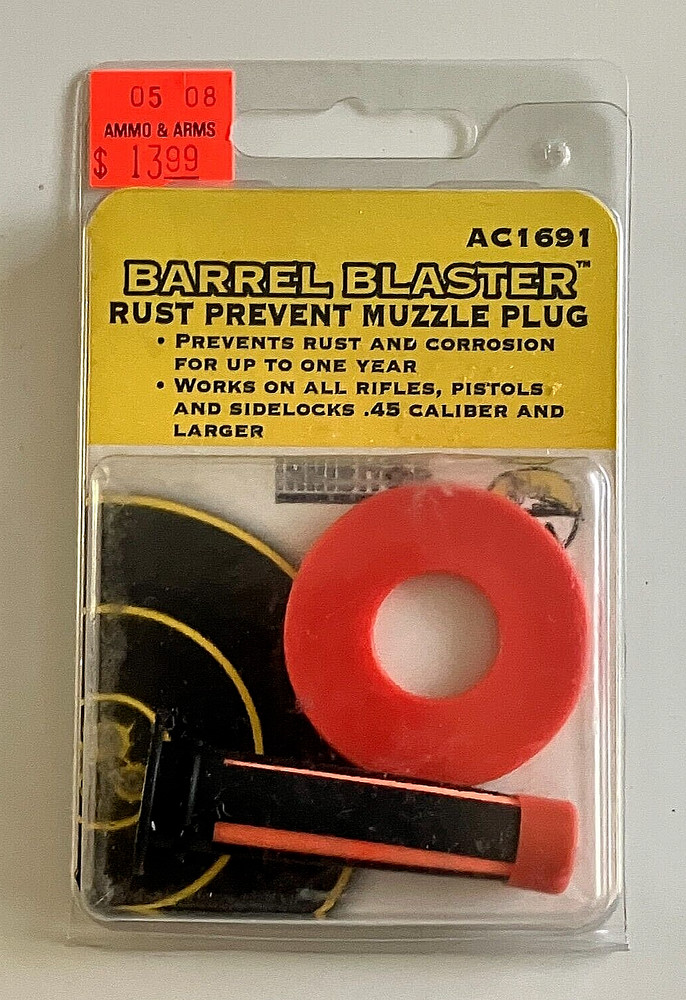 05 08
AMMO & ARMS
$ 13.99
AC1691
BARREL BLASTER™
RUST PREVENT MUZZLE PLUG
• PREVENTS RUST AND CORROSION
FOR UP TO ONE YEAR
• WORKS ON ALL RIFLES, PISTOLS
AND SIDELOCKS .45 CALIBER AND
LARGER